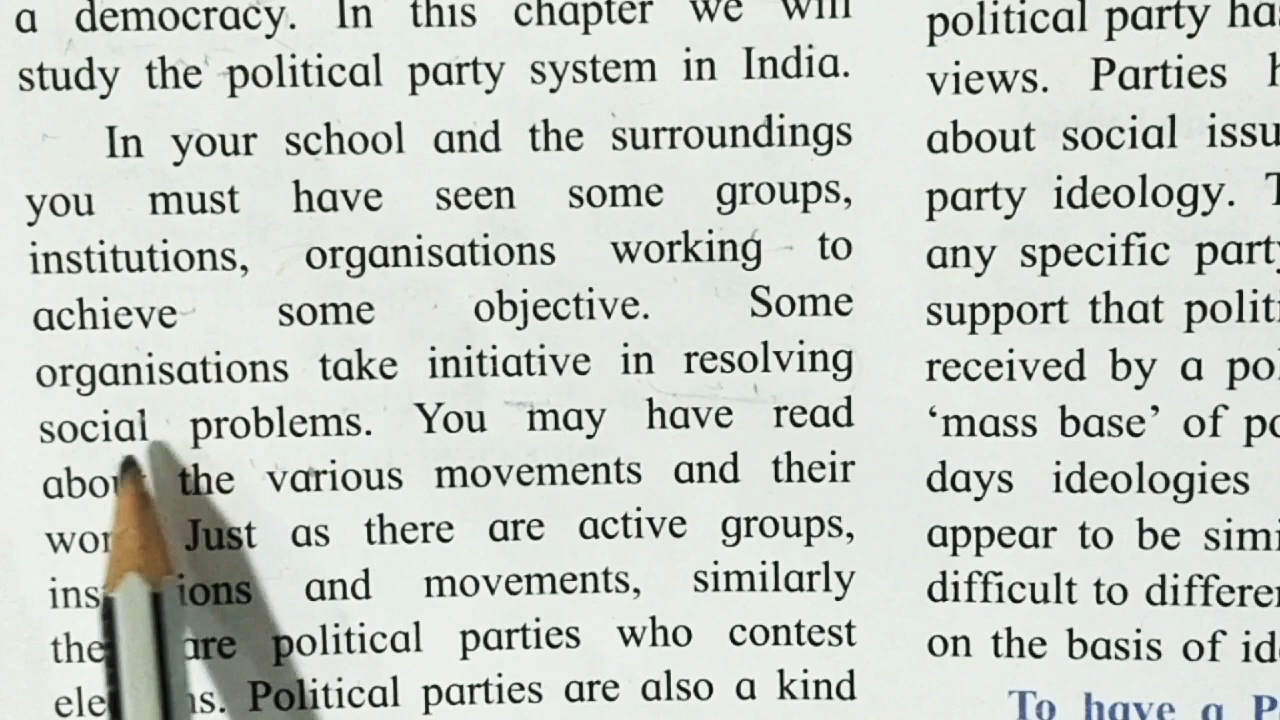 a democracy. In this chapter we will
study the political party system in India.
In your school and the surroundings
you must have seen some groups,
institutions, organisations working to
achieve some objective. Some
organisations take initiative in resolving
social problems. You may have read
the various movements and their
Just as there are active groups,
and movements, similarly
are political parties who contest
Political parties are also a kind
political party
views. Parties
about social
party ideology.
any specific
support that
received by a
‘mass base’ of
days ideologies
appear to be
difficult to
on the basis of
To have a